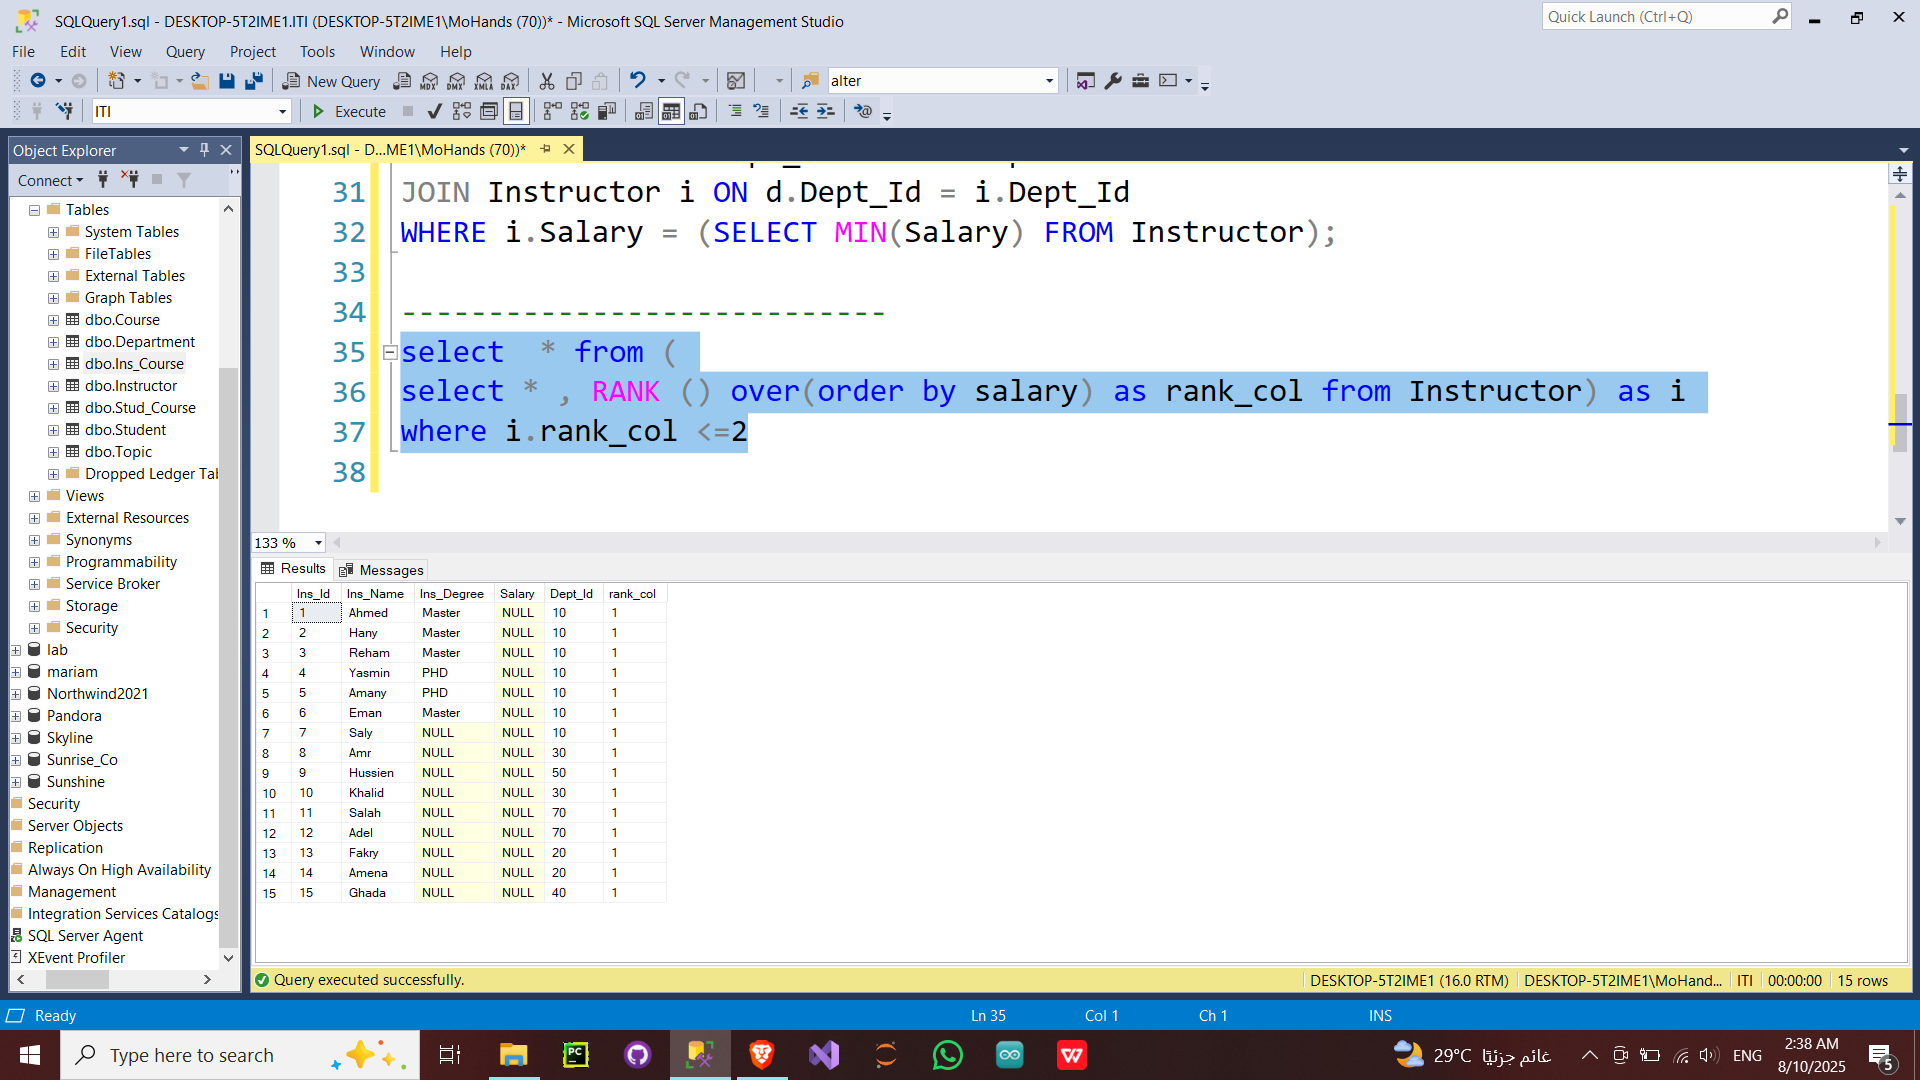 SQLQuery1.sql - DESKTOP-5T2IME1.ITI (DESKTOP-5T2IME1\MoHands (70))* - Microsoft SQL Server Management Studio
Quick Launch (Ctrl+Q)
File Edit View Query Project Tools Window Help
New Query
MDX DMX XMLA DAX
alter
ITI
Execute
Object Explorer
SQLQuery1.sql - D...ME1\MoHands (70))*
Connect
Tables
System Tables
FileTables
External Tables
Graph Tables
dbo.Course
dbo.Department
dbo.Ins_Course
dbo.Instructor
dbo.Stud_Course
dbo.Student
dbo.Topic
Dropped Ledger Tal
Views
External Resources
Synonyms
Programmability
Service Broker
Storage
Security
lab
mariam
Northwind2021
Pandora
Skyline
Sunrise_Co
Sunshine
Security
Server Objects
Replication
Always On High Availability
Management
Integration Services Catalogs
SQL Server Agent
XEvent Profiler
31 JOIN Instructor i ON d.Dept_Id = i.Dept_Id
32 WHERE i.Salary = (SELECT MIN(Salary) FROM Instructor);
33
34 ----------------------------
35 select  * from (
36 select * , RANK () over(order by salary) as rank_col from Instructor) as i
37 where i.rank_col <=2
38
133 %
Results Messages
Ins_Id Ins_Name Ins_Degree Salary Dept_Id rank_col
1 1 Ahmed Master NULL 10 1
2 2 Hany Master NULL 10 1
3 3 Reham Master NULL 10 1
4 4 Yasmin PHD NULL 10 1
5 5 Amany PHD NULL 10 1
6 6 Eman Master NULL 10 1
7 7 Saly NULL NULL 10 1
8 8 Amr NULL NULL 30 1
9 9 Hussien NULL NULL 50 1
10 10 Khalid NULL NULL 30 1
11 11 Salah NULL NULL 70 1
12 12 Adel NULL NULL 70 1
13 13 Fakry NULL NULL 20 1
14 14 Amena NULL NULL 20 1
15 15 Ghada NULL NULL 40 1
Query executed successfully.
DESKTOP-5T2IME1 (16.0 RTM) DESKTOP-5T2IME1\MoHand... ITI 00:00:00 15 rows
Ready
Ln 35 Col 1 Ch 1 INS
Type here to search
PC
W
29°C غائم جزئيًا
ENG
2:38 AM
8/10/2025
5